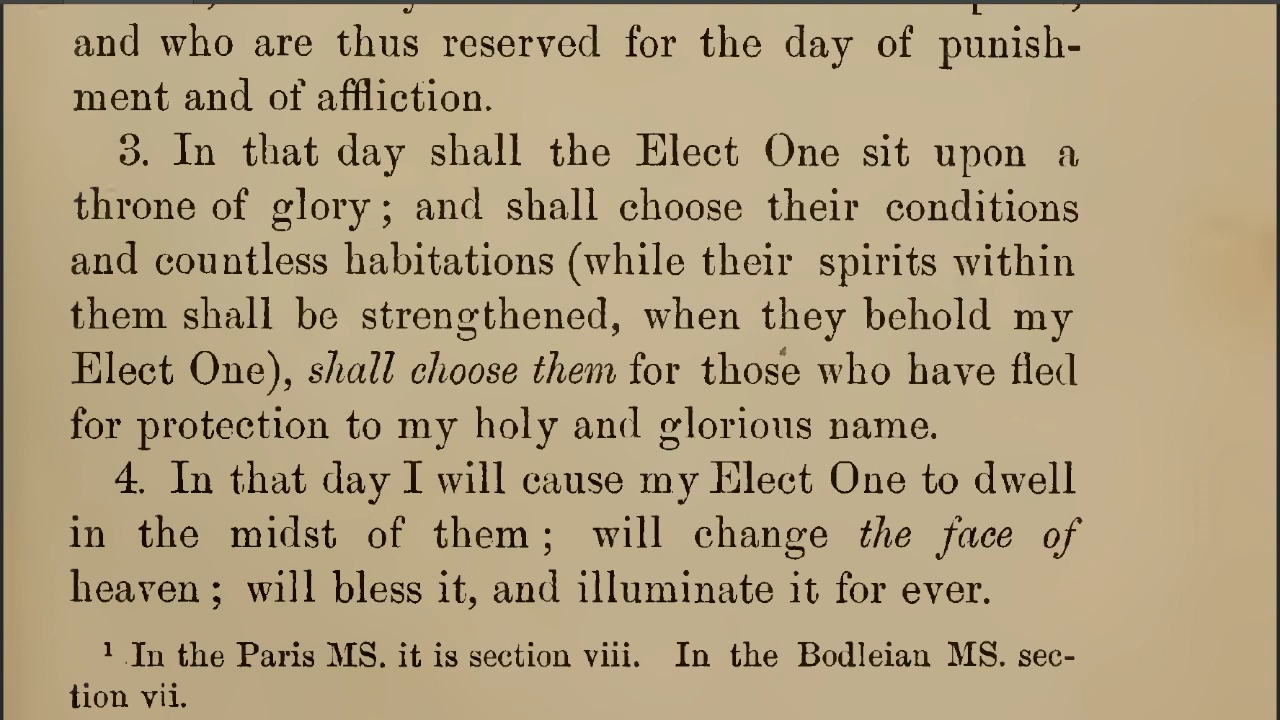 and who are thus reserved for the day of punish-
ment and of affliction.
3. In that day shall the Elect One sit upon a
throne of glory; and shall choose their conditions
and countless habitations (while their spirits within
them shall be strengthened, when they behold my
Elect One), shall choose them for those who have fled
for protection to my holy and glorious name.
4. In that day I will cause my Elect One to dwell
in the midst of them; will change the face of
heaven; will bless it, and illuminate it for ever.
¹ In the Paris MS. it is section viii. In the Bodleian MS. sec-
tion vii.